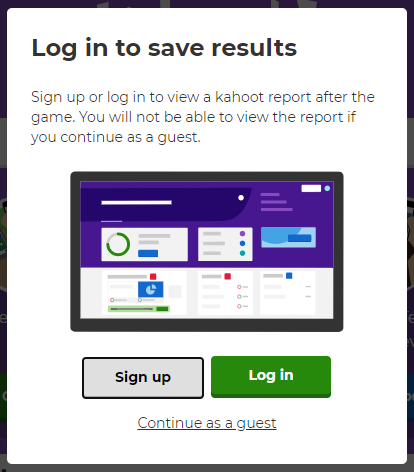 Log in to save results
Sign up or log in to view a kahoot report after the
game. You will not be able to view the report if
you continue as a guest.
Sign up
Log in
Continue as a guest